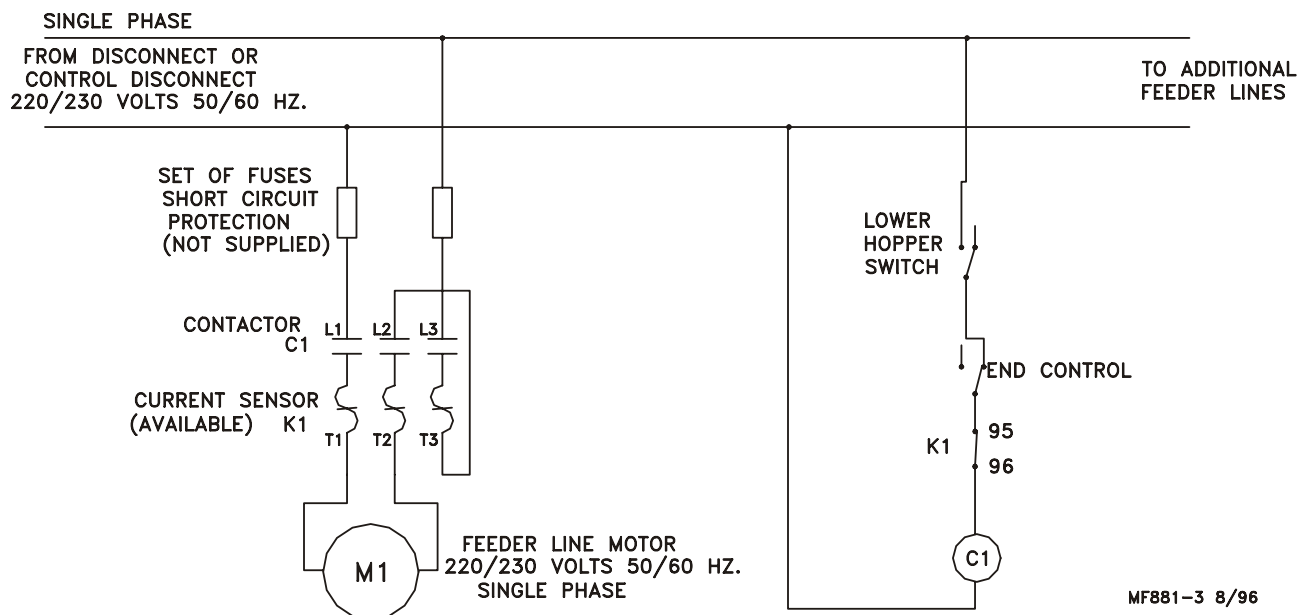 SINGLE PHASE
FROM DISCONNECT OR
CONTROL DISCONNECT
220/230 VOLTS 50/60 HZ.
TO ADDITIONAL
FEEDER LINES
SET OF FUSES
SHORT CIRCUIT
PROTECTION
(NOT SUPPLIED)
LOWER
HOPPER
SWITCH
CONTACTOR
C1
L1 L2 L3
END CONTROL
CURRENT SENSOR
(AVAILABLE) K1
T1 T2 T3
K1
95
96
FEEDER LINE MOTOR
220/230 VOLTS 50/60 HZ.
SINGLE PHASE
M1
C1
MF881-3 8/96